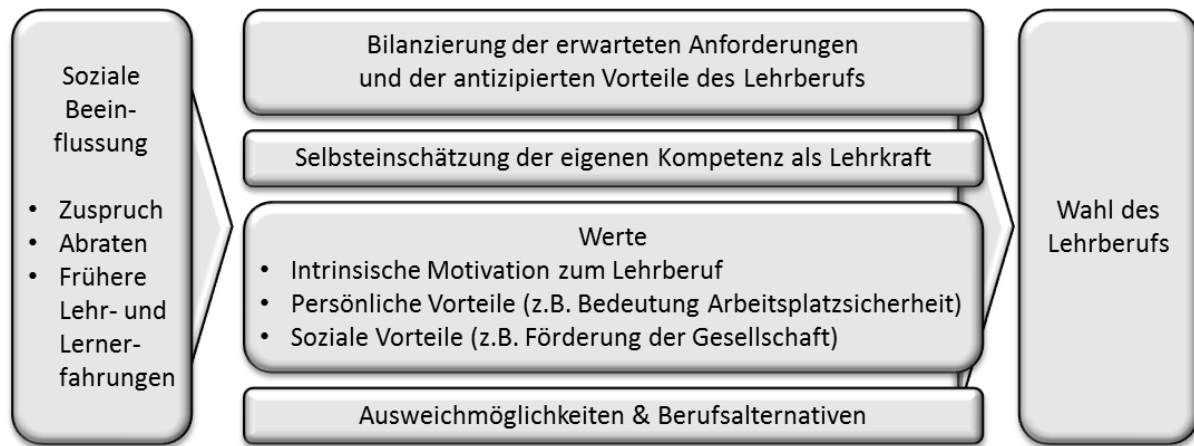 Soziale
Beein-
flussung
• Zuspruch
• Abraten
• Frühere
Lehr- und
Lerner-
fahrungen
Bilanzierung der erwarteten Anforderungen
und der antizipierten Vorteile des Lehrberufs
Selbsteinschätzung der eigenen Kompetenz als Lehrkraft
Werte
• Intrinsische Motivation zum Lehrberuf
• Persönliche Vorteile (z.B. Bedeutung Arbeitsplatzsicherheit)
• Soziale Vorteile (z.B. Förderung der Gesellschaft)
Ausweichmöglichkeiten & Berufsalternativen
Wahl des
Lehrberufs